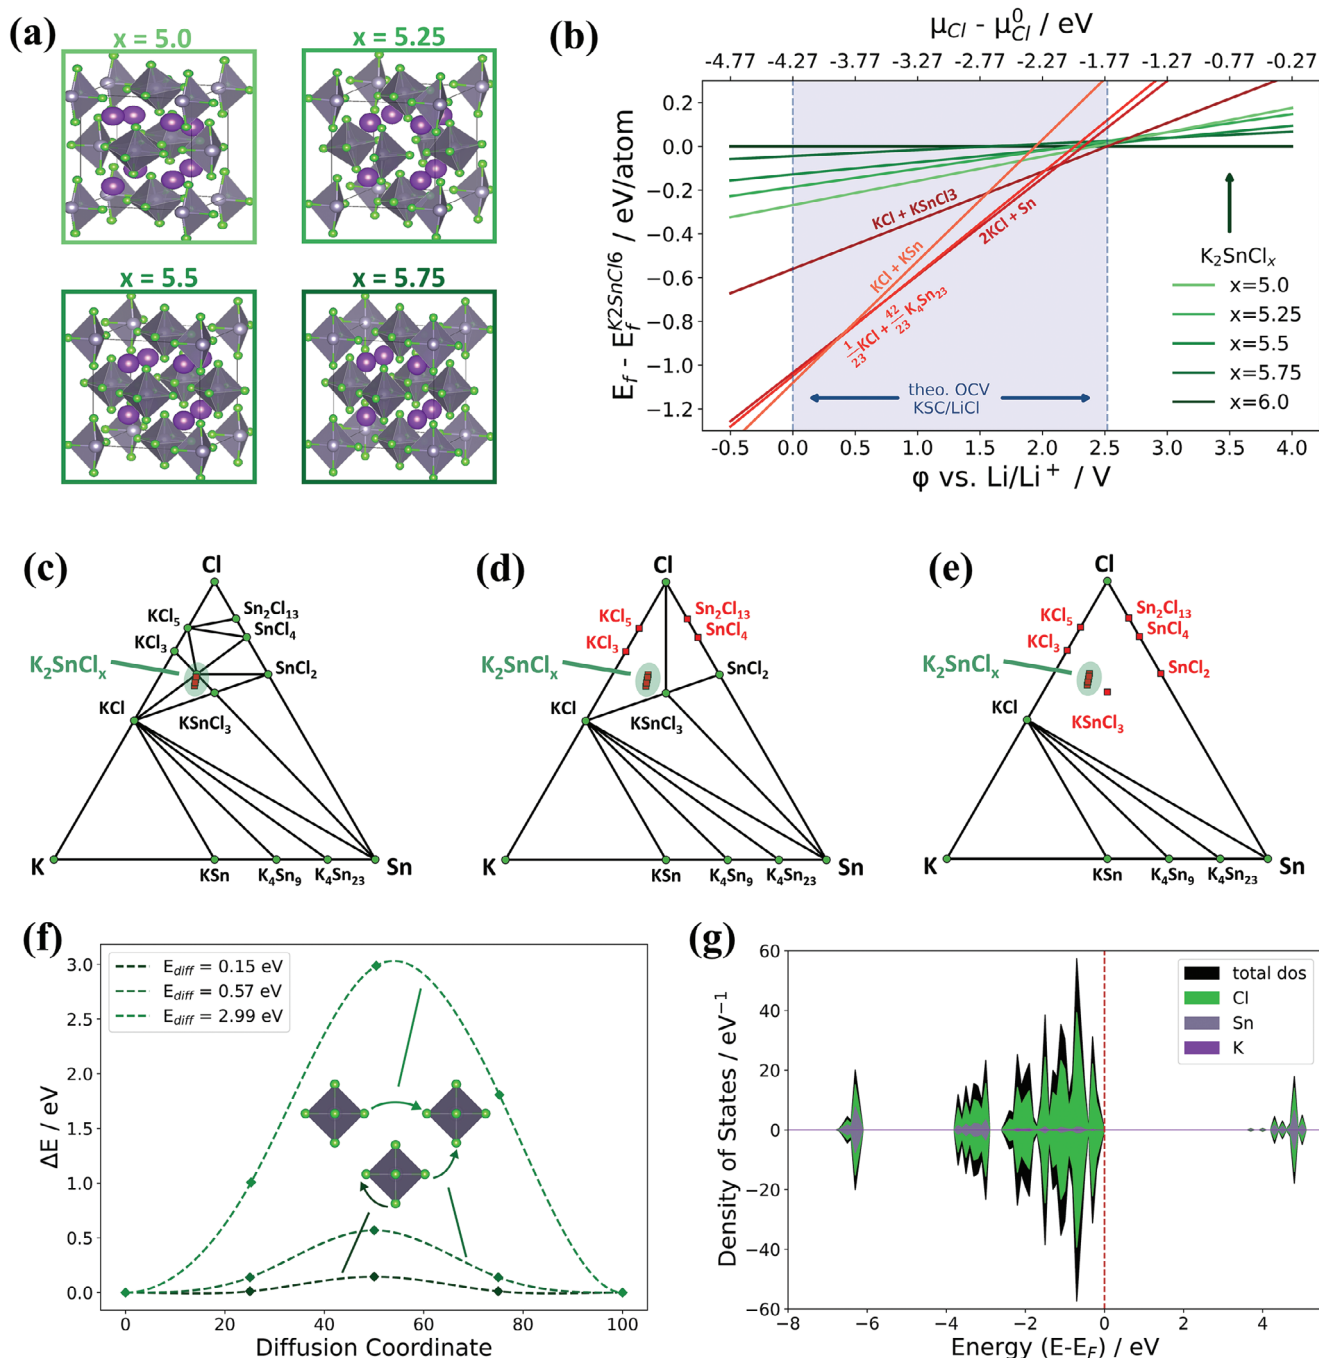 (a)
x = 5.0
x = 5.25
x = 5.5
x = 5.75
(b)
μ_Cl - μ⁰_Cl / eV
-4.77 -4.27 -3.77 -3.27 -2.77 -2.27 -1.77 -1.27 -0.77 -0.27
E_f - E_f^K2SnCl6 / eV/atom
0.2
0.0
−0.2
−0.4
−0.6
−0.8
−1.0
−1.2
KCl + KSnCl3
KCl + KSn
2KCl + Sn
1/23 KCl + 42/23 K₄Sn₂₃
theo. OCV
KSC/LiCl
K₂SnClₓ
x=5.0
x=5.25
x=5.5
x=5.75
x=6.0
-0.5 0.0 0.5 1.0 1.5 2.0 2.5 3.0 3.5 4.0
φ vs. Li/Li⁺ / V
(c)
Cl
KCl₅
Sn₂Cl₁₃
KCl₃
SnCl₄
K₂SnClₓ
SnCl₂
KCl
KSnCl₃
K
Sn
KSn K₄Sn₉ K₄Sn₂₃
(d)
Cl
KCl₅
Sn₂Cl₁₃
KCl₃
SnCl₄
K₂SnClₓ
SnCl₂
KCl
KSnCl₃
K
Sn
KSn K₄Sn₉ K₄Sn₂₃
(e)
Cl
KCl₅
Sn₂Cl₁₃
KCl₃
SnCl₄
K₂SnClₓ
SnCl₂
KCl
KSnCl₃
K
Sn
KSn K₄Sn₉ K₄Sn₂₃
(f)
ΔE / eV
3.0
2.5
2.0
1.5
1.0
0.5
0.0
E_diff = 0.15 eV
E_diff = 0.57 eV
E_diff = 2.99 eV
0 20 40 60 80 100
Diffusion Coordinate
(g)
Density of States / eV⁻¹
60
40
20
0
−20
−40
−60
total dos
Cl
Sn
K
−8 −6 −4 −2 0 2 4
Energy (E-E_F) / eV